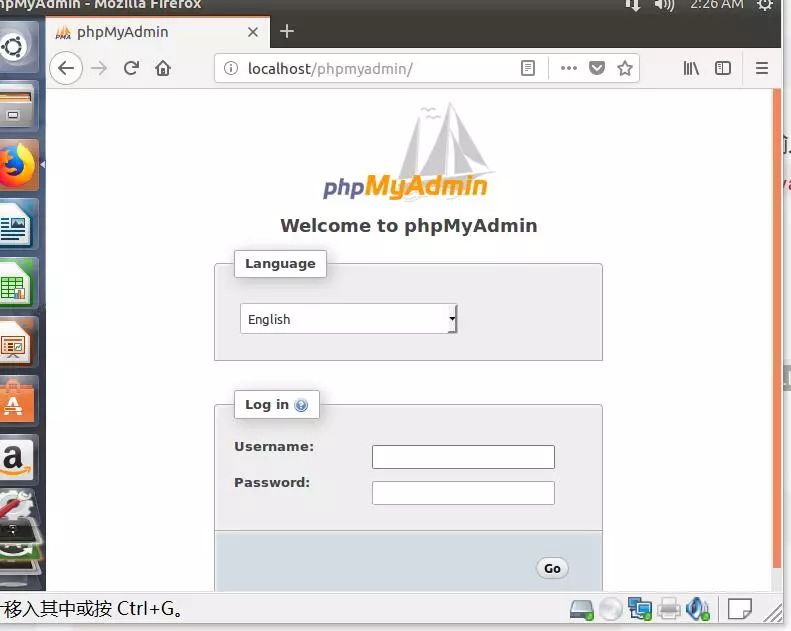 phpMyAdmin - Mozilla Firefox
2:26 AM
phpMyAdmin
localhost/phpmyadmin/
phpMyAdmin
Welcome to phpMyAdmin
Language
English
Log in
Username:
Password:
Go
移入其中或按 Ctrl+G。